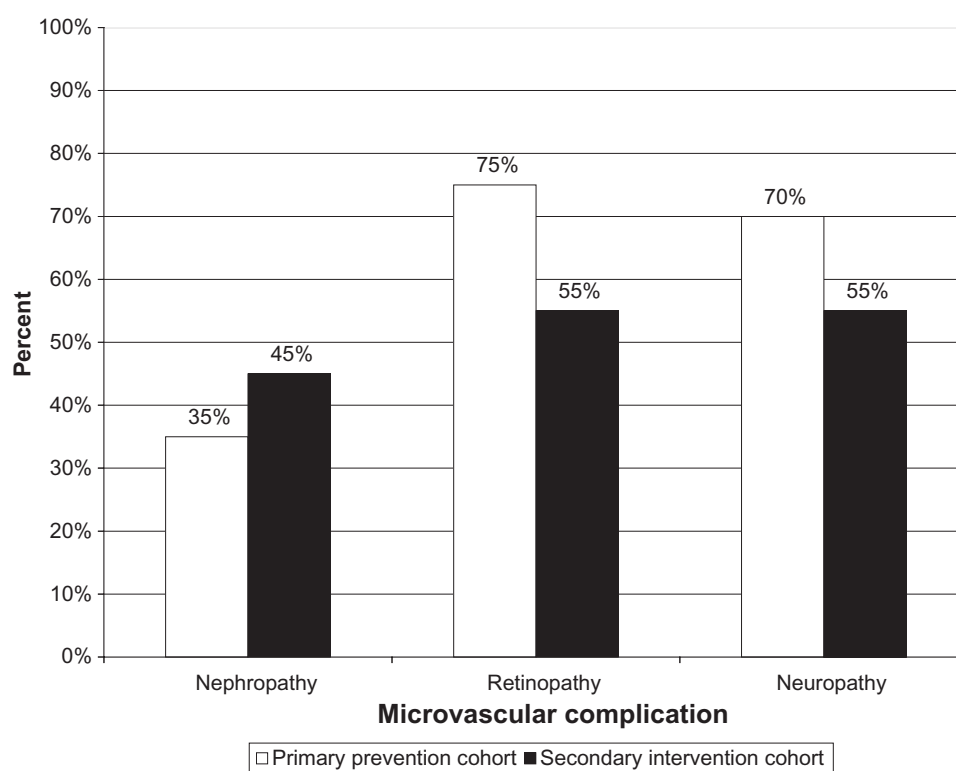 100%
90%
80%
70%
60%
50%
40%
30%
20%
10%
0%
Percent
35%
45%
75%
55%
70%
55%
Nephropathy
Retinopathy
Neuropathy
Microvascular complication
Primary prevention cohort
Secondary intervention cohort